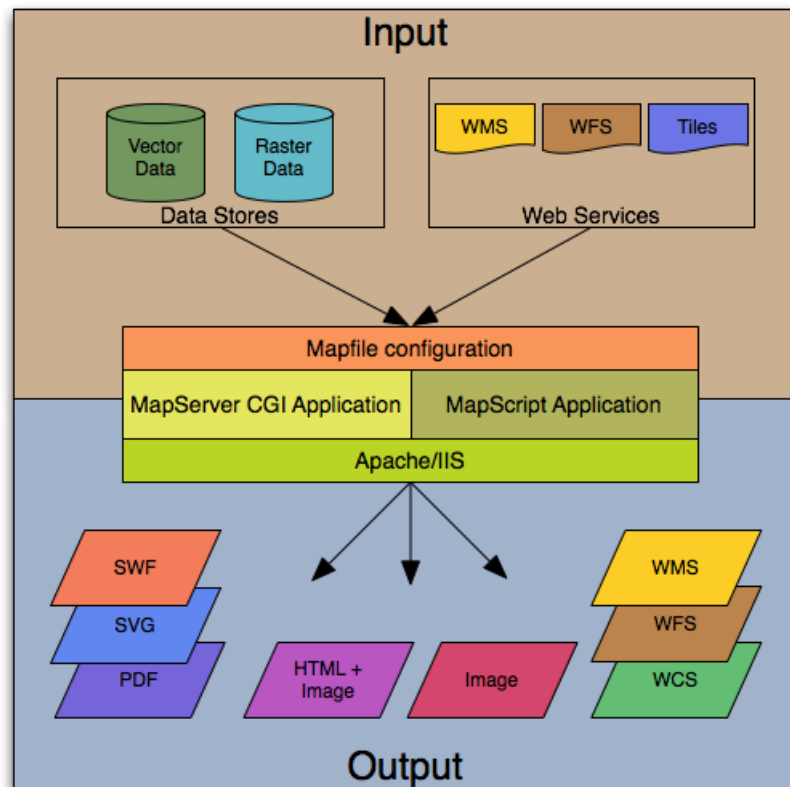 Input
Vector
Data
Raster
Data
Data Stores
WMS
WFS
Tiles
Web Services
Mapfile configuration
MapServer CGI Application
MapScript Application
Apache/IIS
SWF
SVG
PDF
HTML +
Image
Image
WMS
WFS
WCS
Output